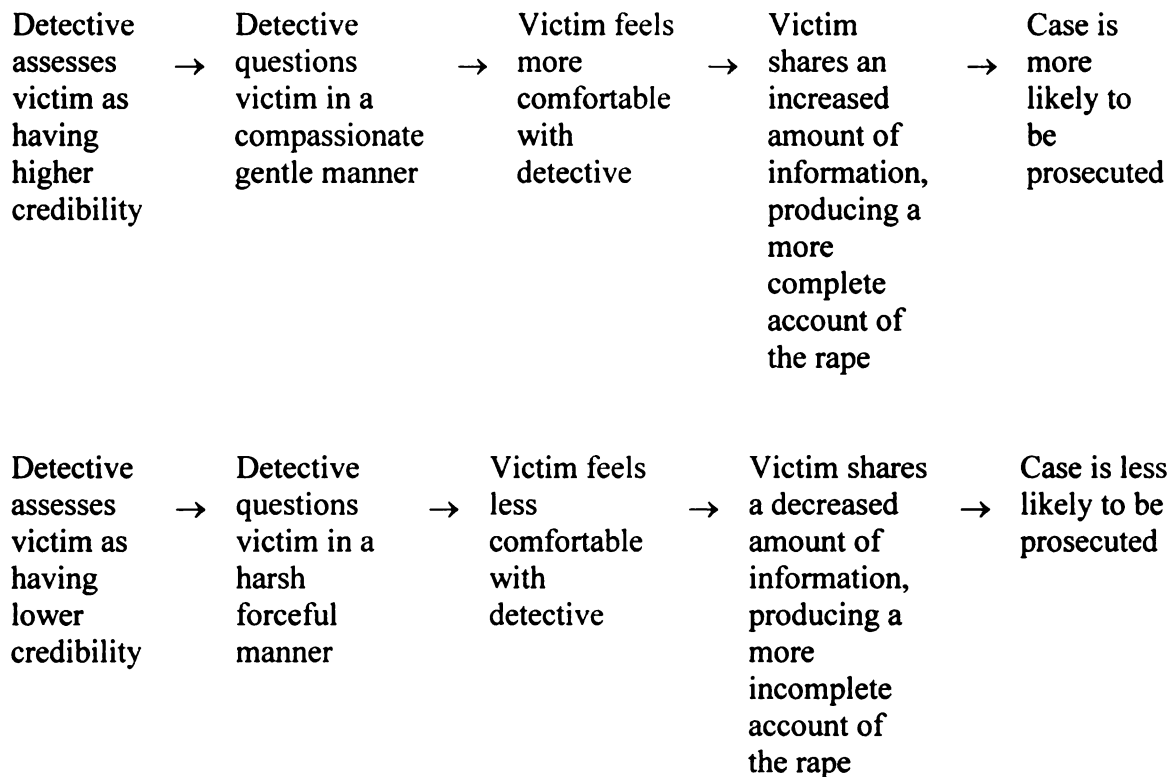 Detective
assesses
victim as
having
higher
credibility
→
Detective
questions
victim in a
compassionate
gentle manner
→
Victim feels
more
comfortable
with
detective
→
Victim
shares an
increased
amount of
information,
producing a
more
complete
account of
the rape
→
Case is
more
likely to
be
prosecuted
Detective
assesses
victim as
having
lower
credibility
→
Detective
questions
victim in a
harsh
forceful
manner
→
Victim feels
less
comfortable
with
detective
→
Victim shares
a decreased
amount of
information,
producing a
more
incomplete
account of
the rape
→
Case is less
likely to be
prosecuted